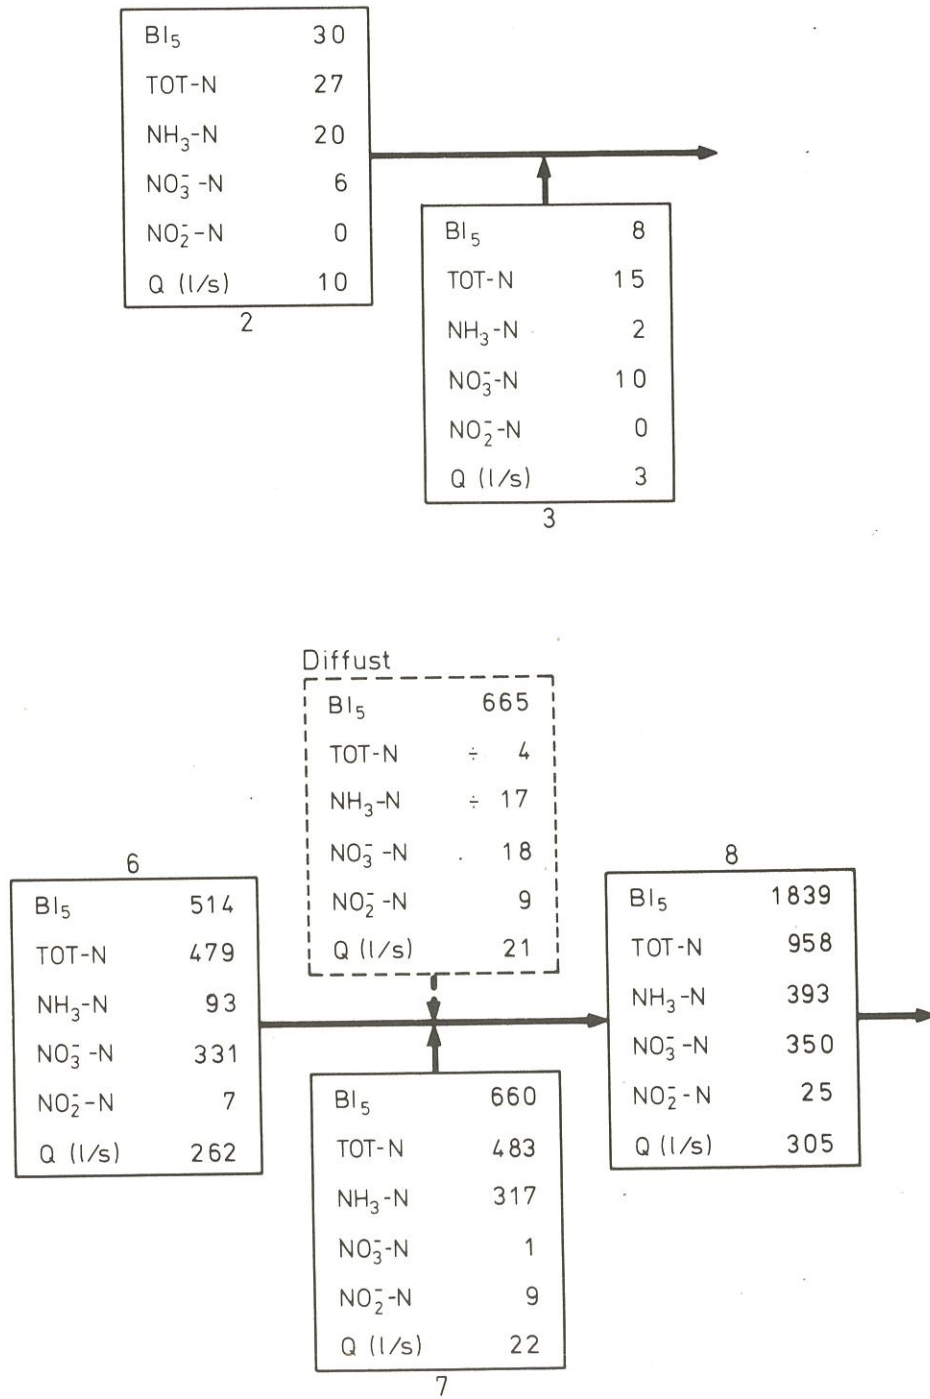 BI₅ 30
TOT-N 27
NH₃-N 20
NO₃⁻-N 6
NO₂⁻-N 0
Q (l/s) 10
2
BI₅ 8
TOT-N 15
NH₃-N 2
NO₃⁻-N 10
NO₂⁻-N 0
Q (l/s) 3
3
Diffust
BI₅ 665
TOT-N ÷ 4
NH₃-N ÷ 17
NO₃⁻-N 18
NO₂⁻-N 9
Q (l/s) 21
6
BI₅ 514
TOT-N 479
NH₃-N 93
NO₃⁻-N 331
NO₂⁻-N 7
Q (l/s) 262
8
BI₅ 1839
TOT-N 958
NH₃-N 393
NO₃⁻-N 350
NO₂⁻-N 25
Q (l/s) 305
BI₅ 660
TOT-N 483
NH₃-N 317
NO₃⁻-N 1
NO₂⁻-N 9
Q (l/s) 22
7